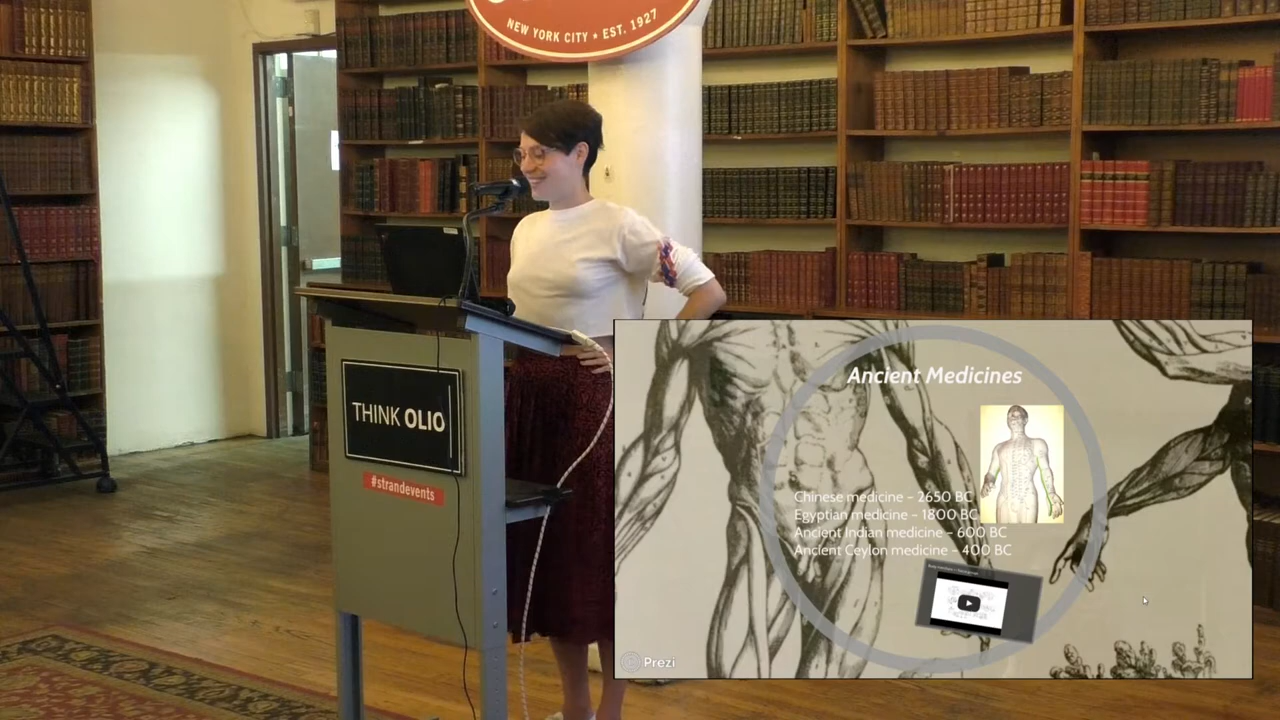 NEW YORK CITY ★ EST. 1927
THINK OLIO
#strandevents
Ancient Medicines
Chinese medicine – 2650 BC
Egyptian medicine – 1800 BC
Ancient Indian medicine – 600 BC
Ancient Ceylon medicine – 400 BC
Prezi